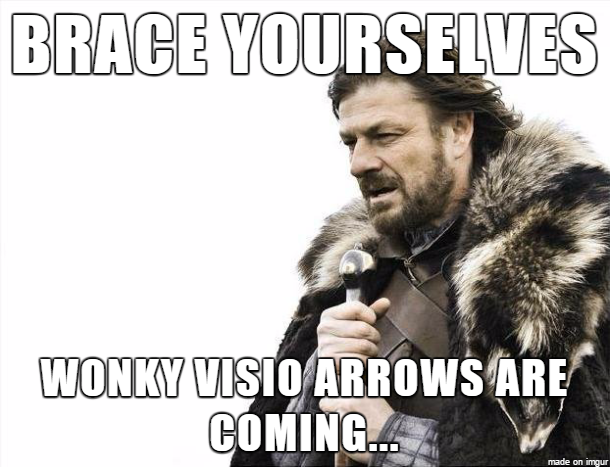 BRACE YOURSELVES
WONKY VISIO ARROWS ARE
COMING...
made on imgur